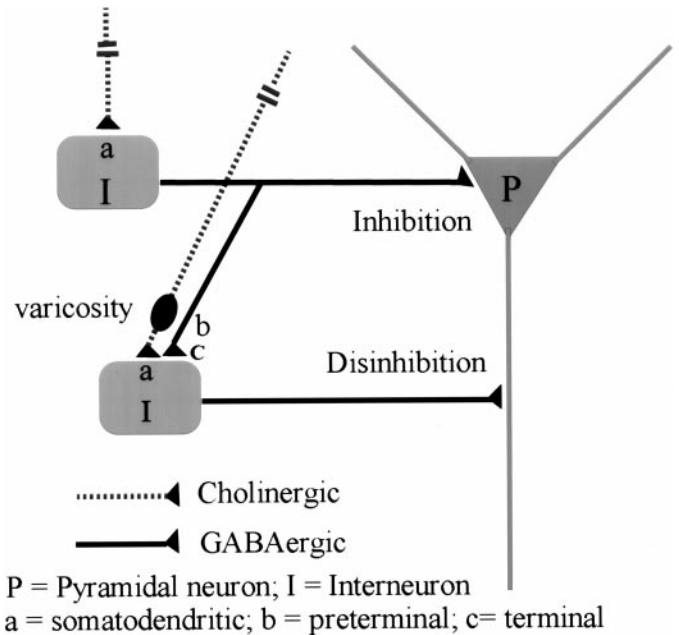 a
I
P
Inhibition
varicosity
b
c
a
I
Disinhibition
Cholinergic
GABAergic
P = Pyramidal neuron; I = Interneuron
a = somatodendritic; b = preterminal; c= terminal